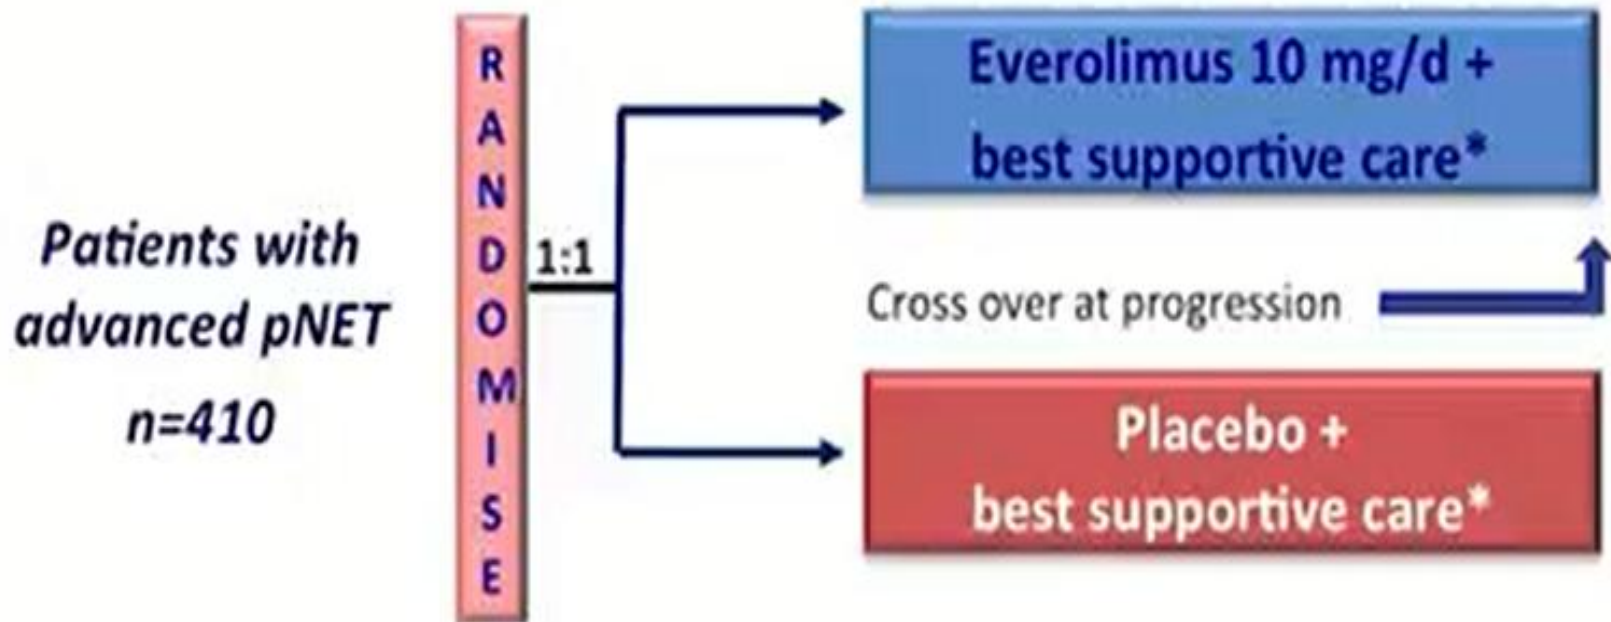 Patients with
advanced pNET
n=410
RANDOMISE
1:1
Everolimus 10 mg/d +
best supportive care*
Cross over at progression
Placebo +
best supportive care*